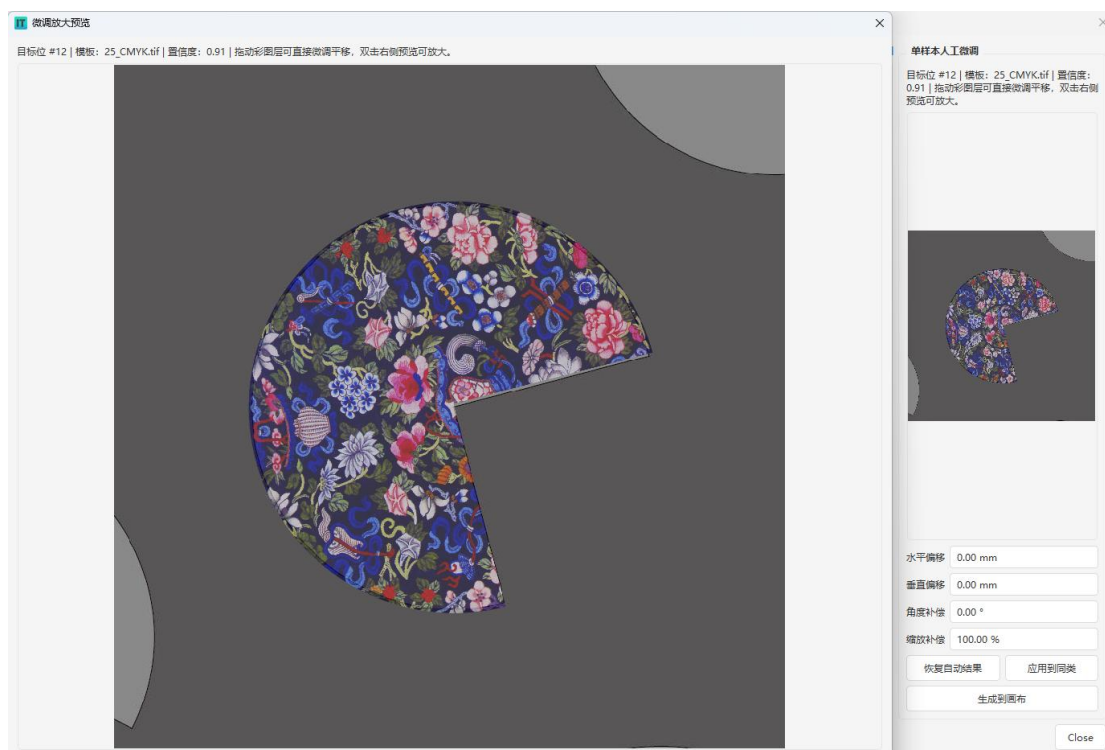 IT 微调放大预览
目标位 #12 | 模板：25_CMYK.tif | 置信度：0.91 | 拖动彩图层可直接微调平移，双击右侧预览可放大。
单样本人工微调
目标位 #12 | 模板：25_CMYK.tif | 置信度：
0.91 | 拖动彩图层可直接微调平移，双击右侧
预览可放大。
水平偏移 0.00 mm
垂直偏移 0.00 mm
角度补偿 0.00 °
缩放补偿 100.00 %
恢复自动结果 应用到同类
生成到画布
Close